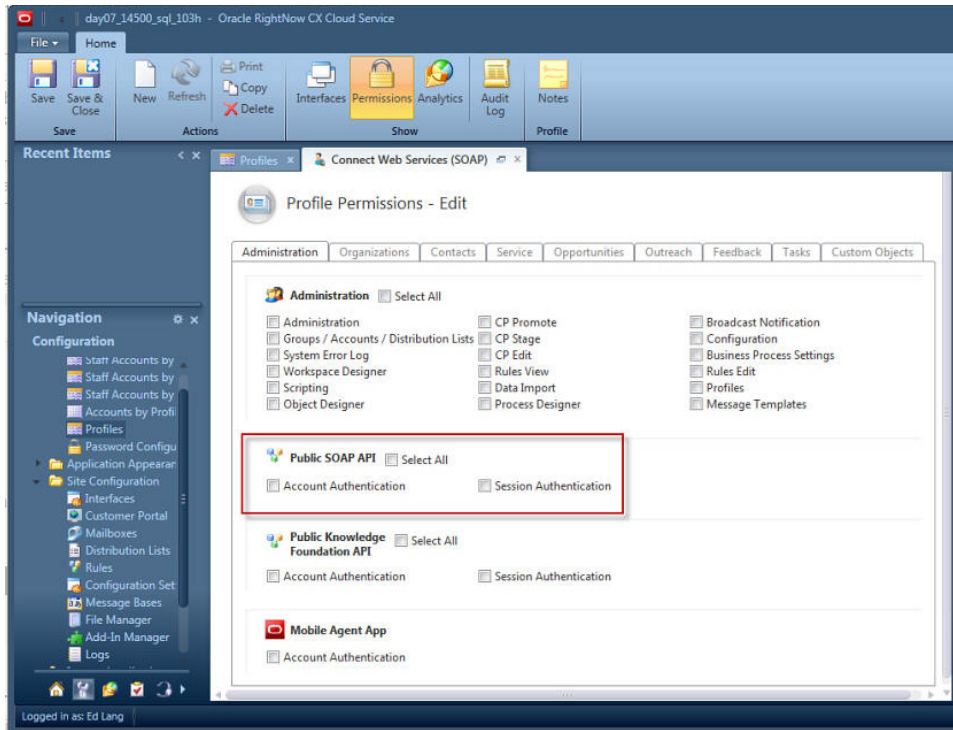 day07_14500_sql_103h - Oracle RightNow CX Cloud Service
File Home
Save Save & Close New Refresh Print Copy Delete Interfaces Permissions Analytics Audit Log Notes
Save Actions Show Profile
Recent Items
Profiles Connect Web Services (SOAP)
Profile Permissions - Edit
Administration Organizations Contacts Service Opportunities Outreach Feedback Tasks Custom Objects
Administration Select All
Administration CP Promote Broadcast Notification
Groups / Accounts / Distribution Lists CP Stage Configuration
System Error Log CP Edit Business Process Settings
Workspace Designer Rules View Rules Edit
Scripting Data Import Profiles
Object Designer Process Designer Message Templates
Public SOAP API Select All
Account Authentication Session Authentication
Public Knowledge Foundation API Select All
Account Authentication Session Authentication
Mobile Agent App
Account Authentication
Navigation
Configuration
Staff Accounts by
Staff Accounts by
Staff Accounts by
Accounts by Profi
Profiles
Password Configu
Application Appearan
Site Configuration
Interfaces
Customer Portal
Mailboxes
Distribution Lists
Rules
Configuration Set
Message Bases
File Manager
Add-In Manager
Logs
Logged in as: Ed Lang